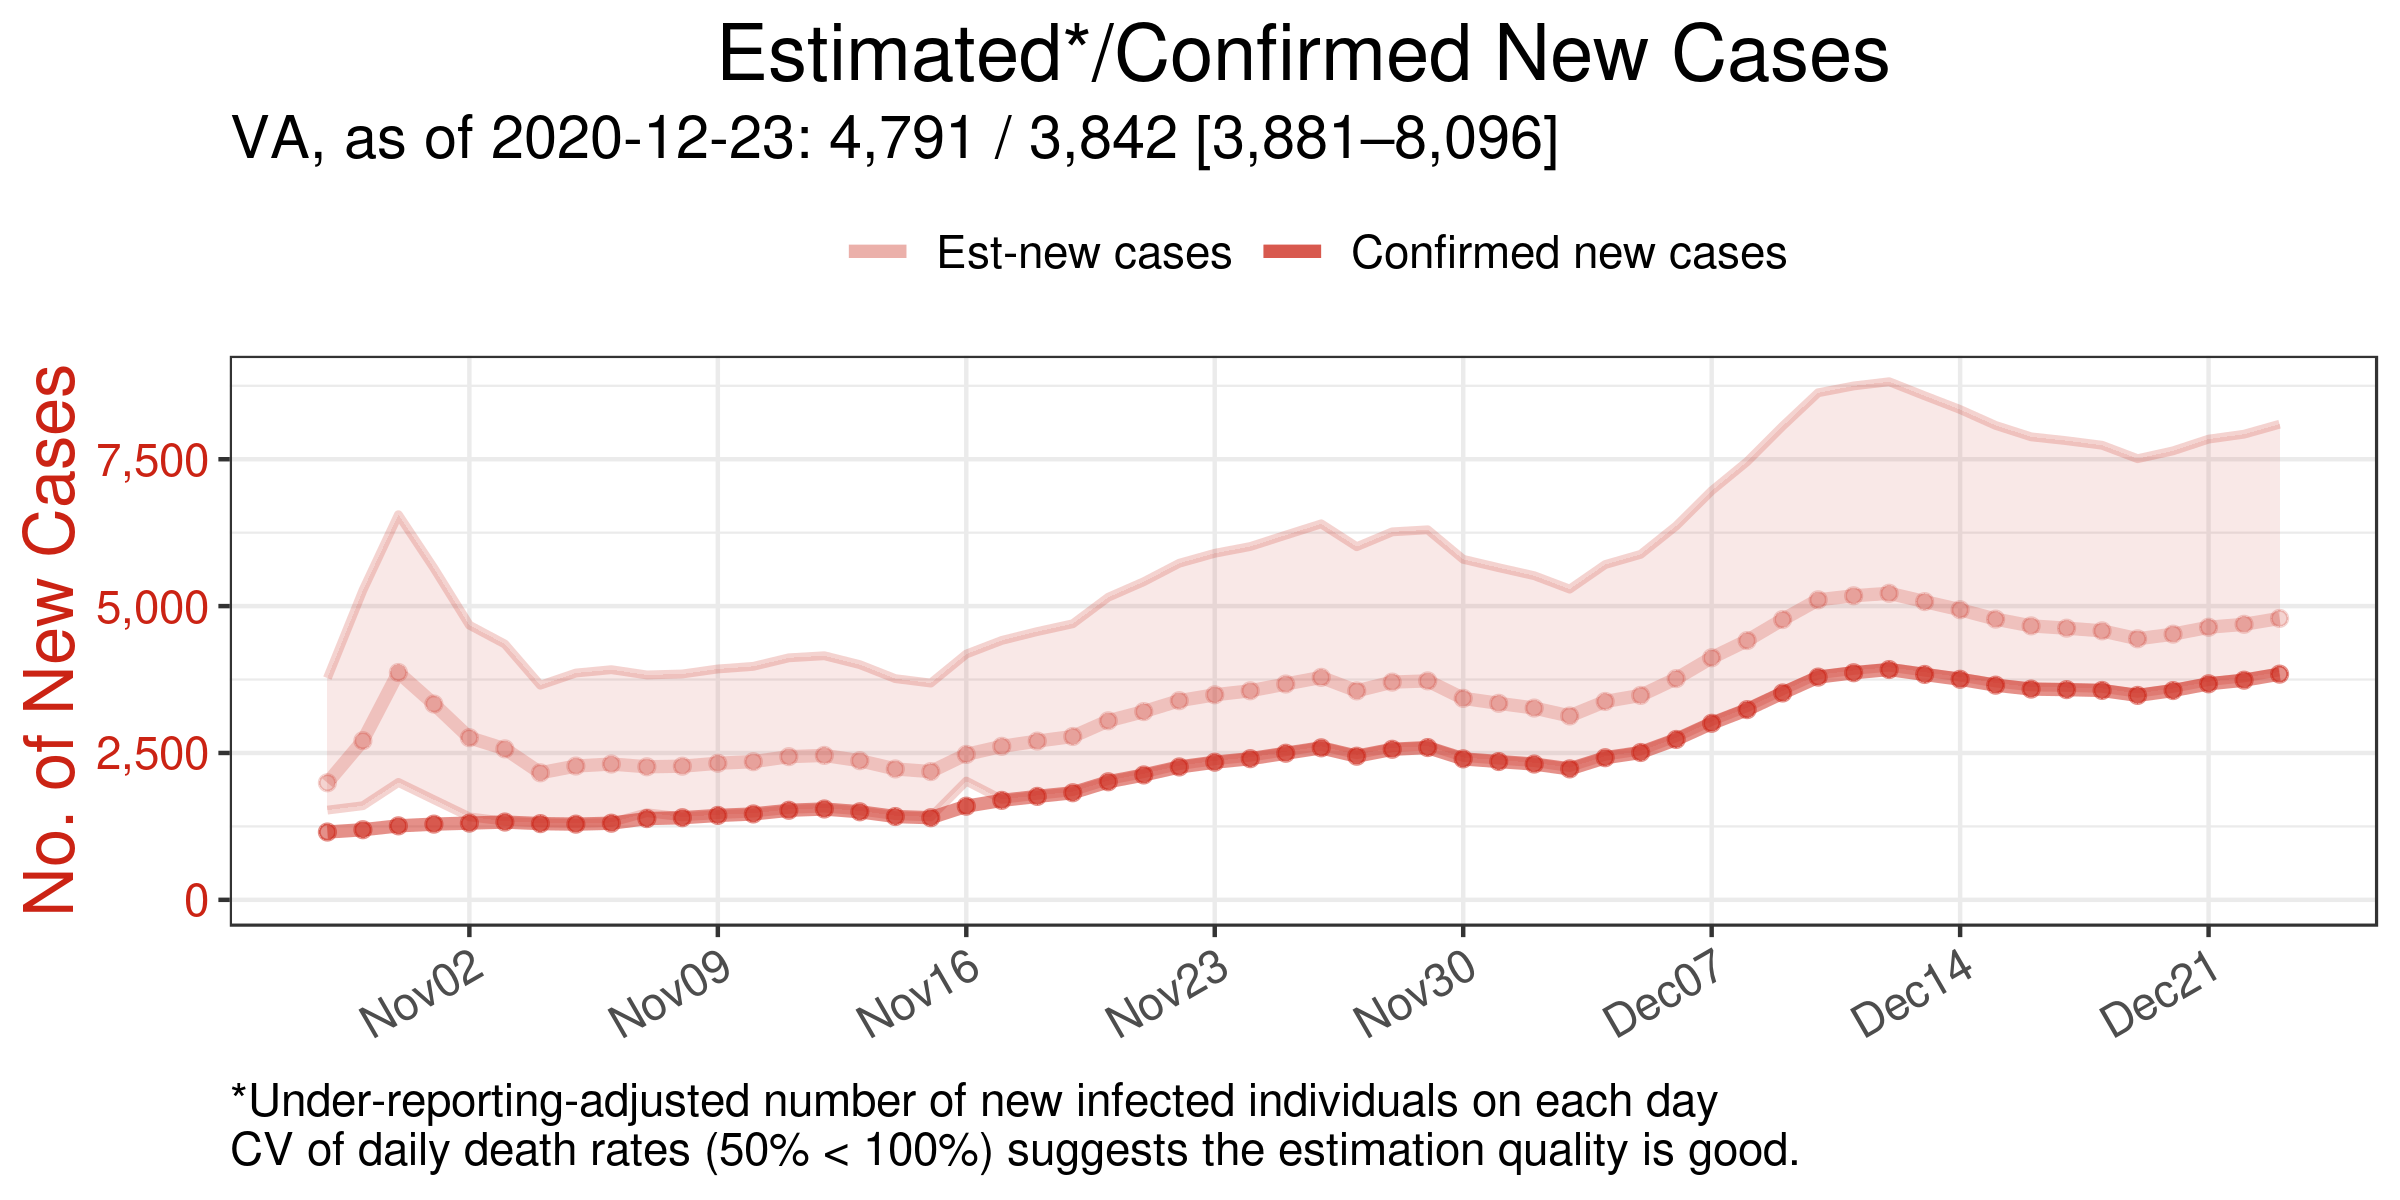 Estimated*/Confirmed New Cases
VA, as of 2020-12-23: 4,791 / 3,842 [3,881–8,096]
Est-new cases
Confirmed new cases
No. of New Cases
7,500
5,000
2,500
0
Nov02
Nov09
Nov16
Nov23
Nov30
Dec07
Dec14
Dec21
*Under-reporting-adjusted number of new infected individuals on each day
CV of daily death rates (50% < 100%) suggests the estimation quality is good.